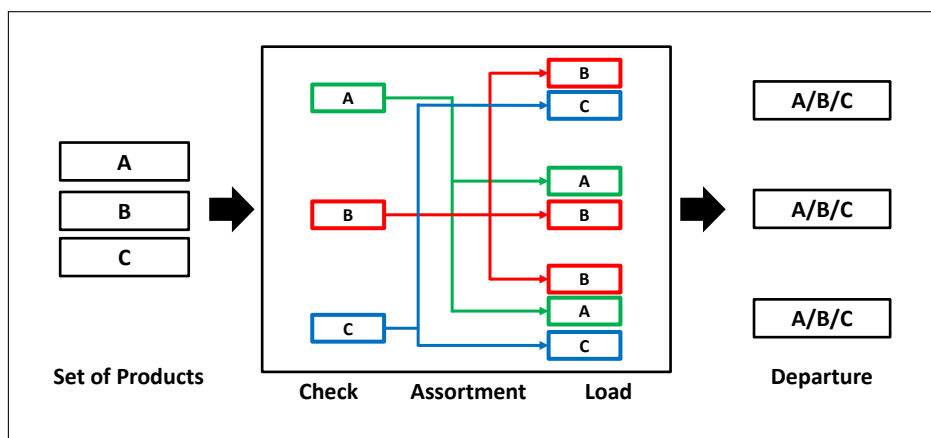 A
B
C
Set of Products
A
B
C
Check
Assortment
B
C
A
B
B
A
C
Load
A/B/C
A/B/C
A/B/C
Departure